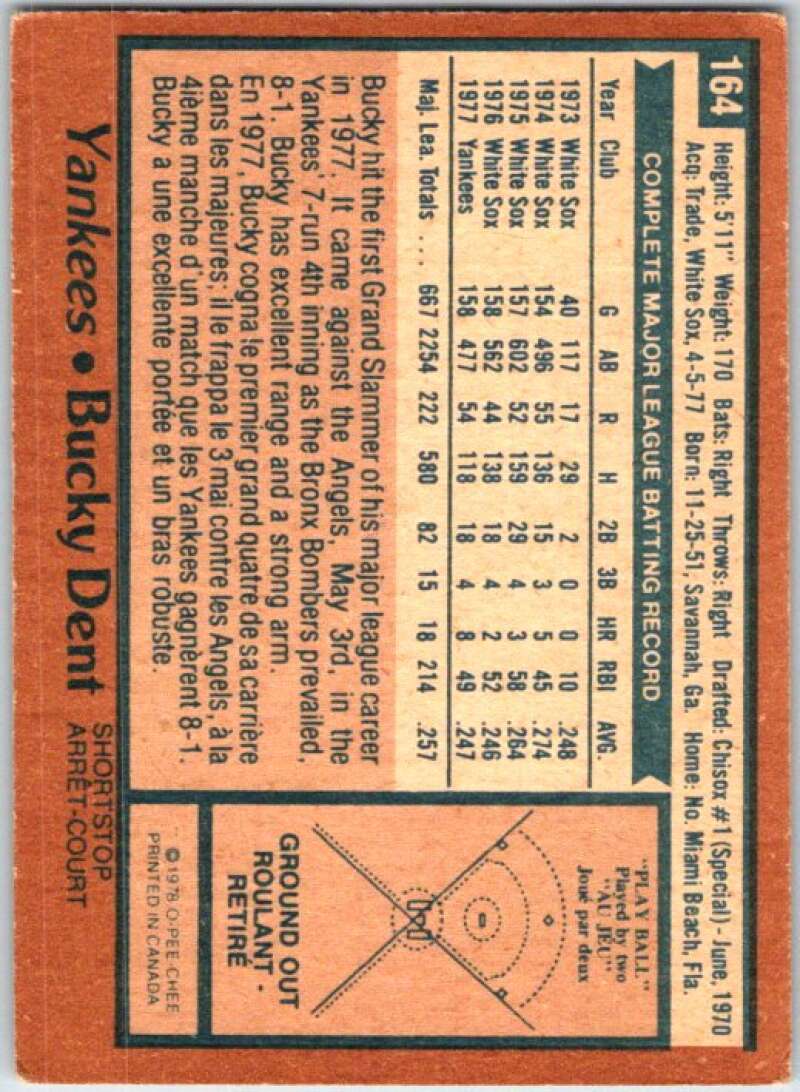 164
Height: 5'11" Weight: 170 Bats: Right Throws: Right Drafted: Chisox #1 (Special) - June, 1970
Acq: Trade, White Sox, 4-5-77 Born: 11-25-51, Savannah, Ga. Home: No. Miami Beach, Fla.
COMPLETE MAJOR LEAGUE BATTING RECORD
Year Club G AB R H 2B 3B HR RBI AVG.
1973 White Sox 40 117 17 29 2 0 0 10 .248
1974 White Sox 154 496 55 136 15 3 5 45 .274
1975 White Sox 157 602 52 159 29 4 3 58 .264
1976 White Sox 158 562 44 138 18 4 2 52 .246
1977 Yankees 158 477 54 118 18 4 8 49 .247
Maj. Lea. Totals .... 667 2254 222 580 82 15 18 214 .257
Bucky hit the first Grand Slammer of his major league career
in 1977. It came against the Angels, May 3rd, in the
Yankees' 7-run 4th inning as the Bronx Bombers prevailed,
8-1. Bucky has excellent range and a strong arm.
En 1977, Bucky cogna le premier grand quatre de sa carrière
dans les majeures; il le frappa le 3 mai contre les Angels, à la
4ième manche d'un match que les Yankees gagnèrent 8-1.
Bucky a une excellente portée et un bras robuste.
"PLAY BALL"
Played by two
"AU JEU"
Joué par deux
GROUND OUT
ROULANT -
RETIRÉ
© 1978 O-PEE-CHEE
PRINTED IN CANADA
Yankees • Bucky Dent
SHORTSTOP
ARRÊT-COURT